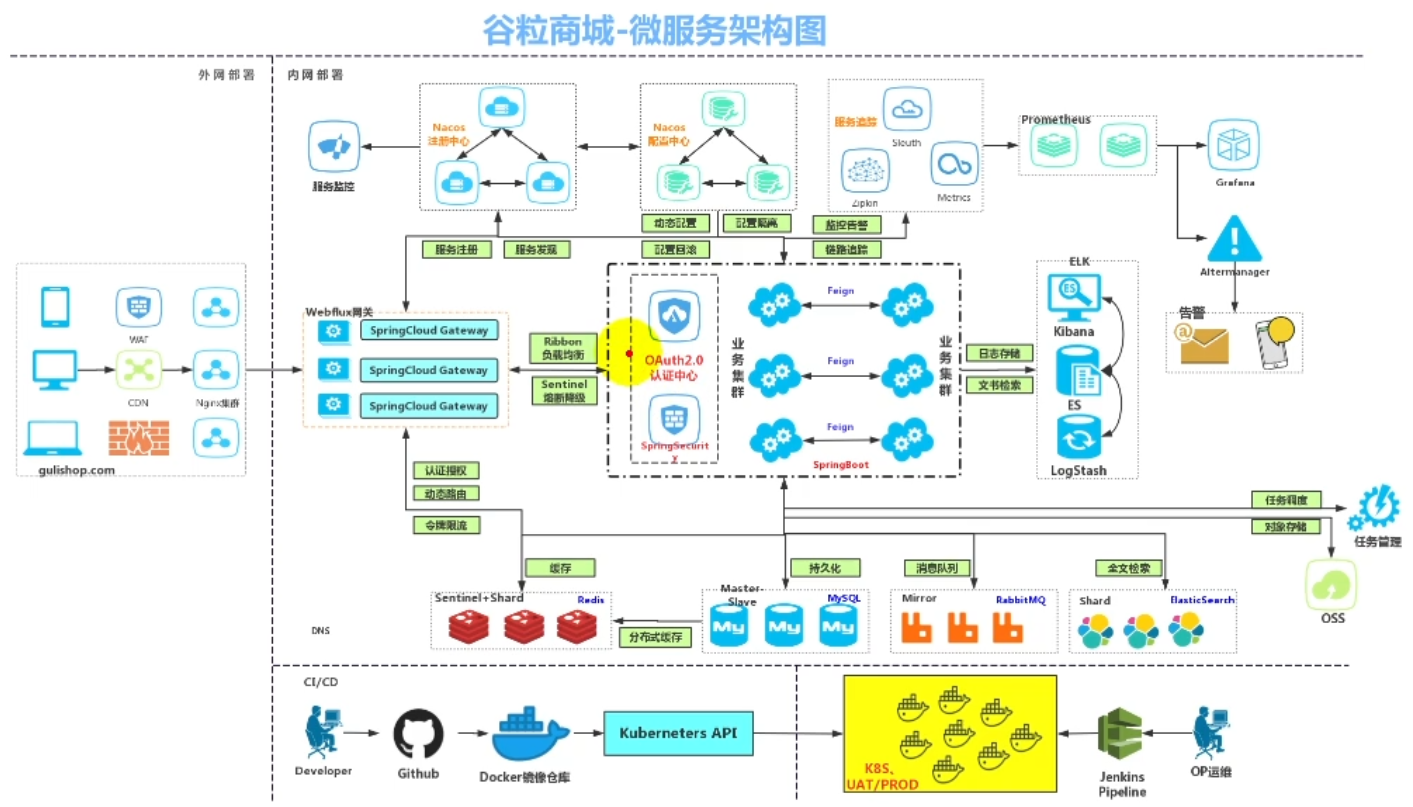 谷粒商城-微服务架构图
外网部署
内网部署
Nacos
注册中心
Nacos
配置中心
服务追踪
Sleuth
Zipkin
Metrics
Prometheus
Grafena
服务监控
动态配置
配置隔离
监控告警
服务注册
服务发现
配置回滚
链路追踪
Altermanager
告警
ELK
Kibana
ES
LogStash
WAF
CDN
Nginx集群
gulishop.com
Webflux网关
SpringCloud Gateway
SpringCloud Gateway
SpringCloud Gateway
Ribbon
负载均衡
Sentinel
熔断降级
OAuth2.0
认证中心
SpringSecurit
y
业务集群
Feign
Feign
Feign
业务集群
SpringBoot
日志存储
文书检索
认证授权
动态路由
令牌限流
任务调度
对象存储
任务管理
OSS
缓存
持久化
消息队列
全文检索
Sentinel+Shard
Redis
分布式缓存
Master-
Slave
MySQL
My
My
My
Mirror
RabbitMQ
Shard
ElasticSearch
DNS
CI/CD
Developer
Github
Docker镜像仓库
Kuberneters API
K8S、
UAT/PROD
Jenkins
Pipeline
OP运维